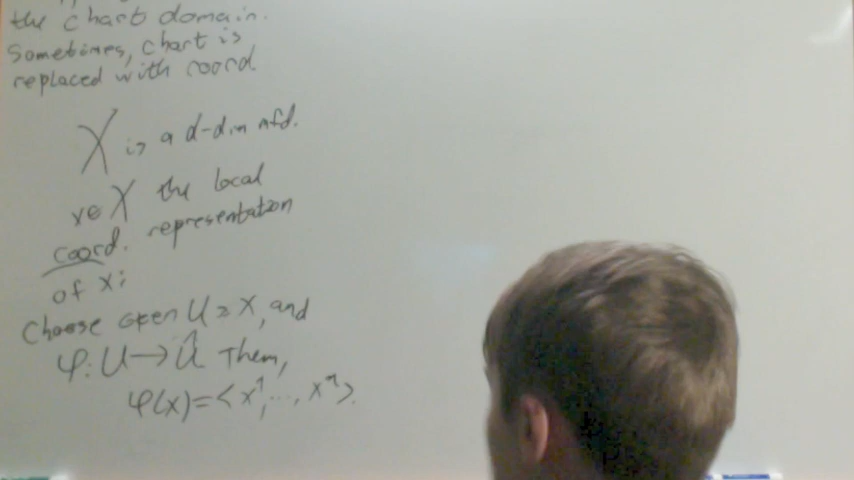 the chart domain.
Sometimes, chart is
replaced with coord
X is a d-dim mfd.
x∈X the local
coord. representation
of x:
Choose open U∋x, and
φ:U→Û Then,
φ(x)=<x¹,..., xⁿ>.